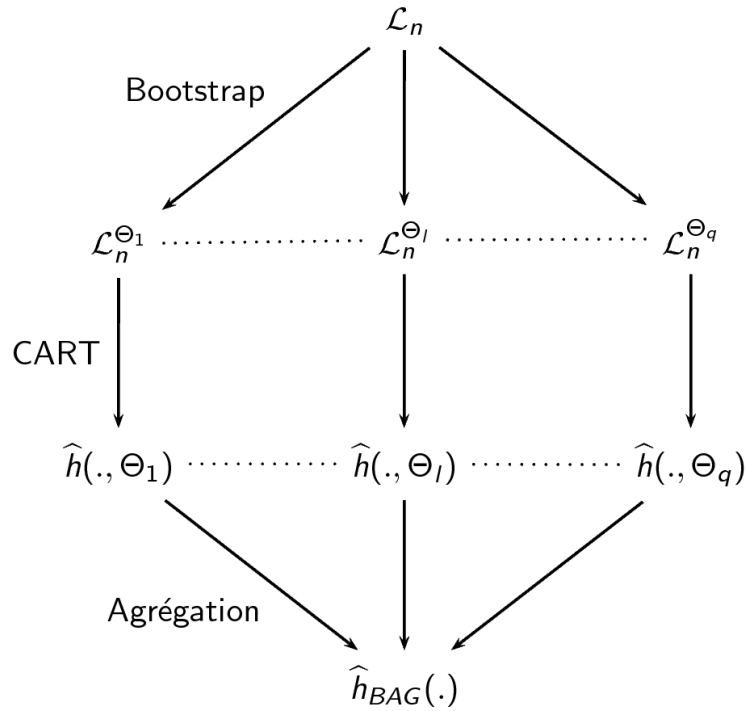 ℒₙ
Bootstrap
ℒₙ^Θ₁ .................... ℒₙ^Θₗ .................... ℒₙ^Θ_q
CART
ĥ(., Θ₁) ................ ĥ(., Θₗ) ................ ĥ(., Θ_q)
Agrégation
ĥ_BAG(.)